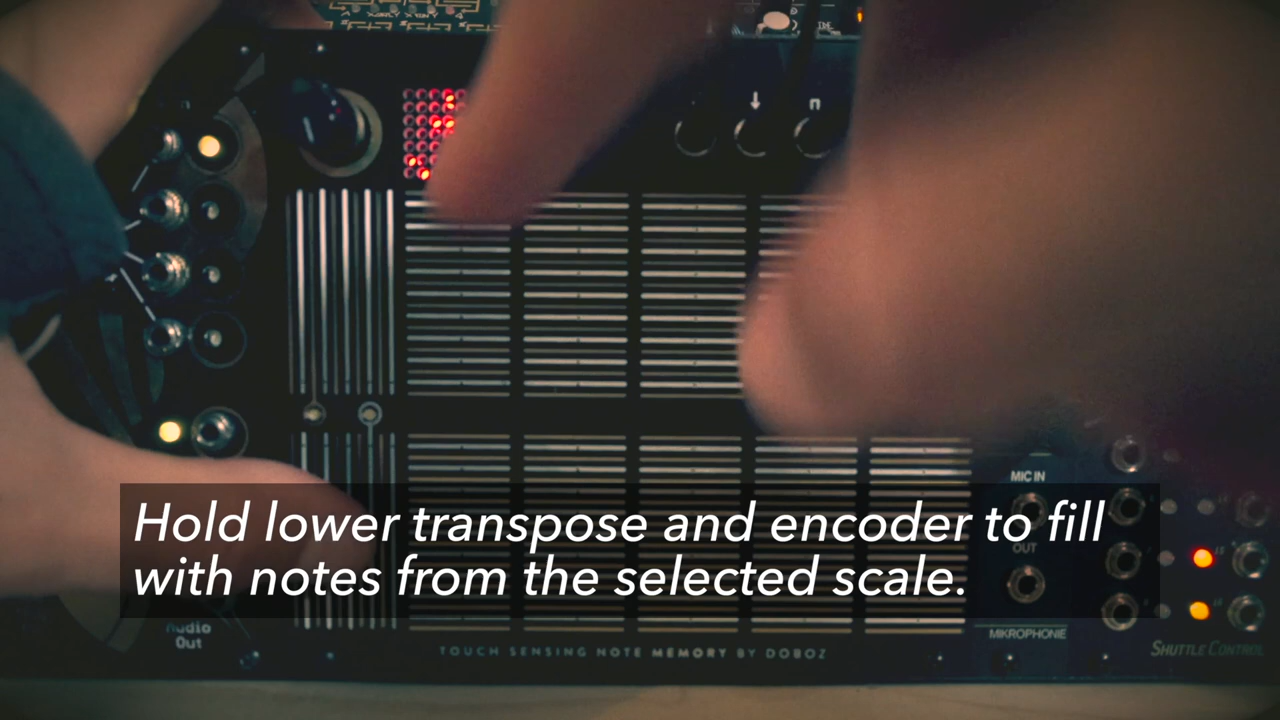 MIC IN
Hold lower transpose and encoder to fill
OUT
with notes from the selected scale.
Audio
Out
MIKROPHONIE
TOUCH SENSING NOTE MEMORY BY DOBOZ
SHUTTLE CONTROL